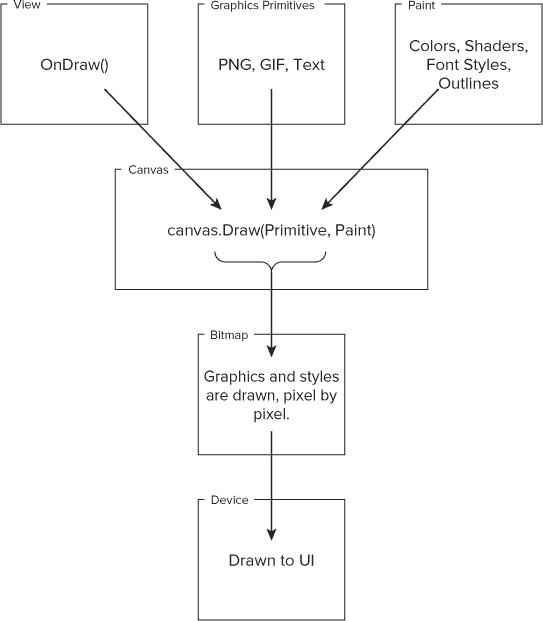 View
OnDraw()
Graphics Primitives
PNG, GIF, Text
Paint
Colors, Shaders,
Font Styles,
Outlines
Canvas
canvas.Draw(Primitive, Paint)
Bitmap
Graphics and styles
are drawn, pixel by
pixel.
Device
Drawn to UI